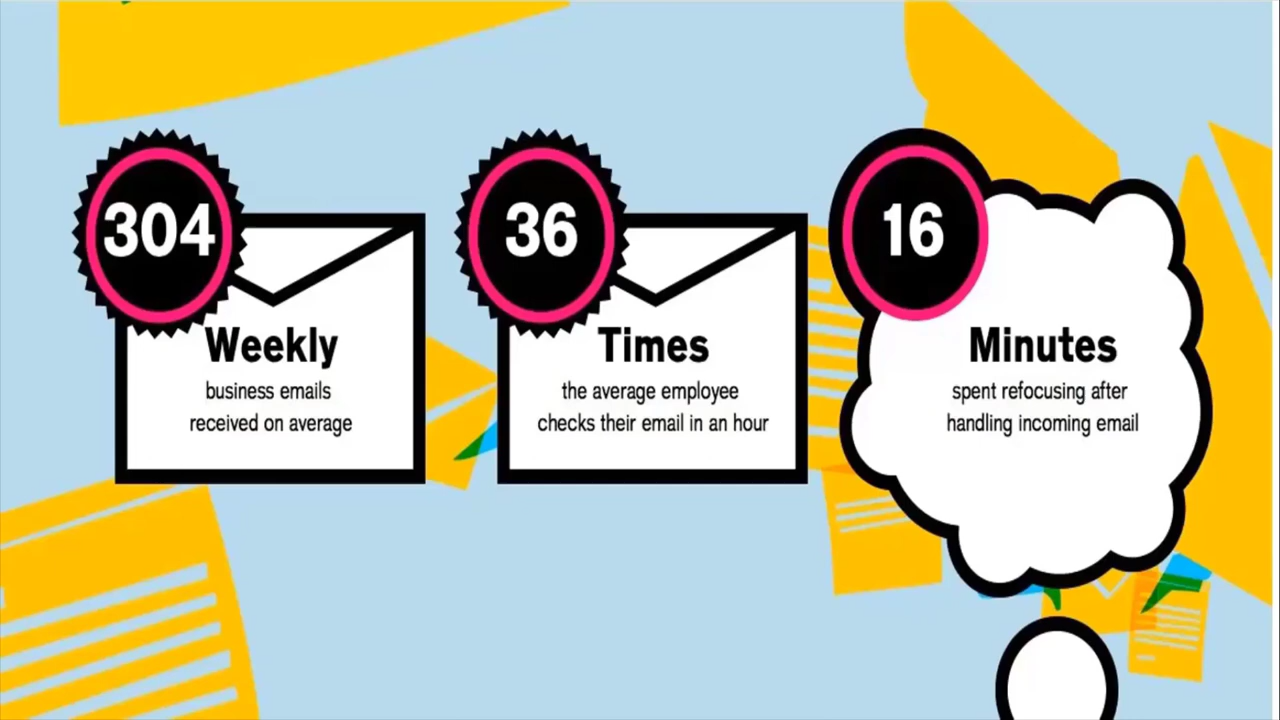 304
Weekly
business emails
received on average
36
Times
the average employee
checks their email in an hour
16
Minutes
spent refocusing after
handling incoming email